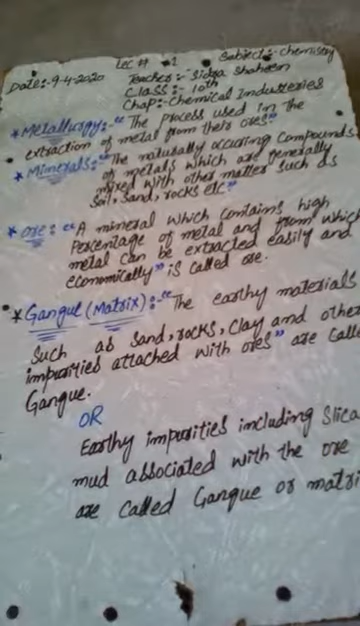 Lec # 1 Subject:- Chemistry
Date:- 9-4-2020 Teacher:- Sidra Shaheen
Class:- 10th
Chap:- Chemical Industeries
* Metallurgy:- "The process used in the
extraction of metal from their ores"
* Minerals:- "The naturally occuring compounds
of metals which are generally
mixed with other matter such as
Soil, Sand, rocks etc"
* ore: "A mineral which contains high
Percentage of metal and from which
metal can be extracted easily and
economically" is called ore.
* Gangue (Matrix):- "The earthy materials
Such as Sand, rocks, Clay and other
impurities attached with ores" are calle
Gangue.
OR
Earthy impurities including Slica
mud associated with the ore
are called Gangue or matri